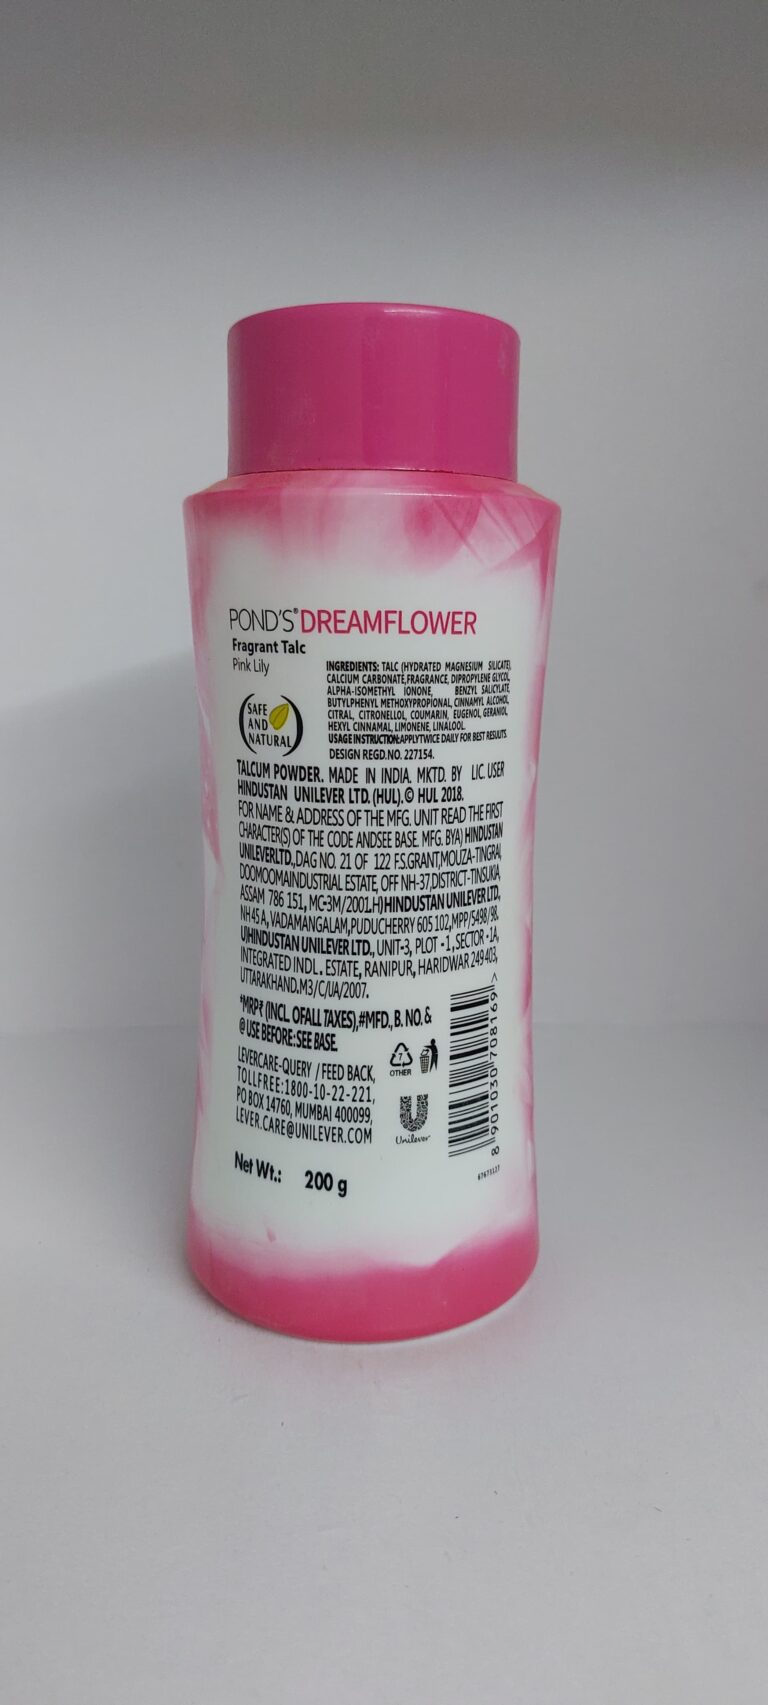 POND'S® DREAMFLOWER
Fragrant Talc
Pink Lily
SAFE
AND
NATURAL
INGREDIENTS: TALC (HYDRATED MAGNESIUM SILICATE),
CALCIUM CARBONATE, FRAGRANCE, DIPROPYLENE GLYCOL,
ALPHA-ISOMETHYL IONONE, BENZYL SALICYLATE,
BUTYLPHENYL METHOXYPROPIONAL, CINNAMYL ALCOHOL,
CITRAL, CITRONELLOL, COUMARIN, EUGENOL, GERANIOL,
HEXYL CINNAMAL, LIMONENE, LINALOOL.
USAGE INSTRUCTION: APPLY TWICE DAILY FOR BEST RESULTS.
DESIGN REGD.NO. 227154.
TALCUM POWDER. MADE IN INDIA. MKTD. BY LIC. USER
HINDUSTAN UNILEVER LTD. (HUL). © HUL 2018.
FOR NAME & ADDRESS OF THE MFG. UNIT READ THE FIRST
CHARACTER(S) OF THE CODE ANDSEE BASE. MFG. BYA) HINDUSTAN
UNILEVERLTD., DAG NO. 21 OF 122 F.S.GRANT,MOUZA-TINGRAI,
DOOMOOMAINDUSTRIAL ESTATE, OFF NH-37,DISTRICT-TINSUKIA,
ASSAM 786 151, MC-3M/2001.H)HINDUSTAN UNILEVER LTD,
NH 45 A, VADAMANGALAM,PUDUCHERRY 605 102,MPP/5498/98.
U)HINDUSTAN UNILEVER LTD., UNIT-3, PLOT -1, SECTOR -1A,
INTEGRATED INDL. ESTATE, RANIPUR, HARIDWAR 249 403,
UTTARAKHAND.M3/C/UA/2007.
*MRP₹ (INCL. OFALL TAXES),#MFD., B. NO. &
@ USE BEFORE:SEE BASE.
LEVERCARE-QUERY / FEED BACK,
TOLLFREE:1800-10-22-221,
PO BOX 14760, MUMBAI 400099,
LEVER.CARE@UNILEVER.COM
7
OTHER
Unilever
8 901030 708169 >
67673127
Net Wt.: 200 g